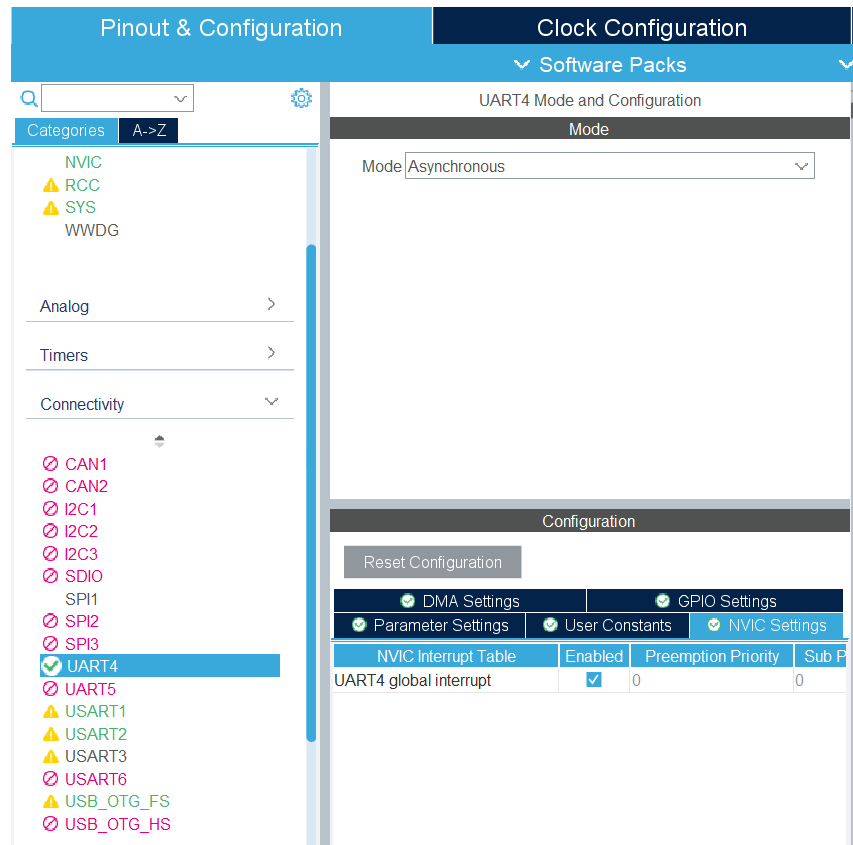 Pinout & Configuration
Clock Configuration
Software Packs
Categories
A->Z
NVIC
RCC
SYS
WWDG
Analog
Timers
Connectivity
CAN1
CAN2
I2C1
I2C2
I2C3
SDIO
SPI1
SPI2
SPI3
UART4
UART5
USART1
USART2
USART3
USART6
USB_OTG_FS
USB_OTG_HS
UART4 Mode and Configuration
Mode
Mode Asynchronous
Configuration
Reset Configuration
DMA Settings
GPIO Settings
Parameter Settings
User Constants
NVIC Settings
NVIC Interrupt Table Enabled Preemption Priority Sub P
UART4 global interrupt 0 0